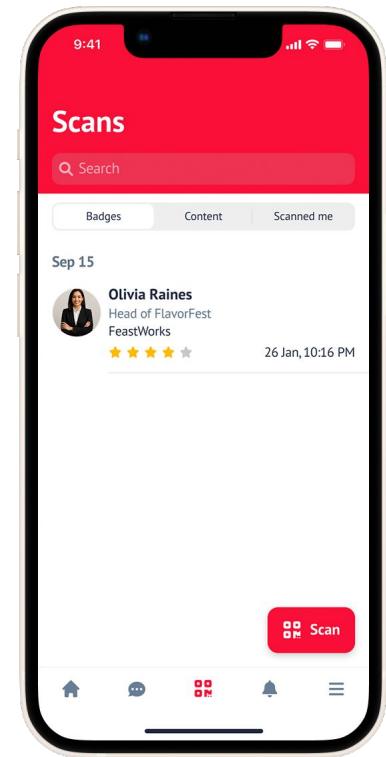 9:41
Scans
Search
Badges Content Scanned me
Sep 15
Olivia Raines
Head of FlavorFest
FeastWorks
26 Jan, 10:16 PM
Scan